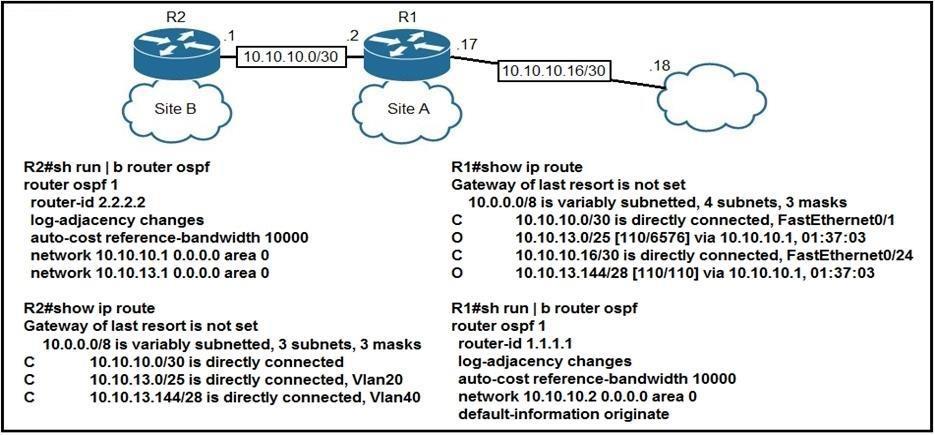 R2
R1
.1
10.10.10.0/30
.2
.17
10.10.10.16/30
.18
Site B
Site A
R2#sh run | b router ospf
router ospf 1
router-id 2.2.2.2
log-adjacency changes
auto-cost reference-bandwidth 10000
network 10.10.10.1 0.0.0.0 area 0
network 10.10.13.1 0.0.0.0 area 0
R2#show ip route
Gateway of last resort is not set
10.0.0.0/8 is variably subnetted, 3 subnets, 3 masks
C 10.10.10.0/30 is directly connected
C 10.10.13.0/25 is directly connected, Vlan20
C 10.10.13.144/28 is directly connected, Vlan40
R1#show ip route
Gateway of last resort is not set
10.0.0.0/8 is variably subnetted, 4 subnets, 3 masks
C 10.10.10.0/30 is directly connected, FastEthernet0/1
O 10.10.13.0/25 [110/6576] via 10.10.10.1, 01:37:03
C 10.10.10.16/30 is directly connected, FastEthernet0/24
O 10.10.13.144/28 [110/110] via 10.10.10.1, 01:37:03
R1#sh run | b router ospf
router ospf 1
router-id 1.1.1.1
log-adjacency changes
auto-cost reference-bandwidth 10000
network 10.10.10.2 0.0.0.0 area 0
default-information originate